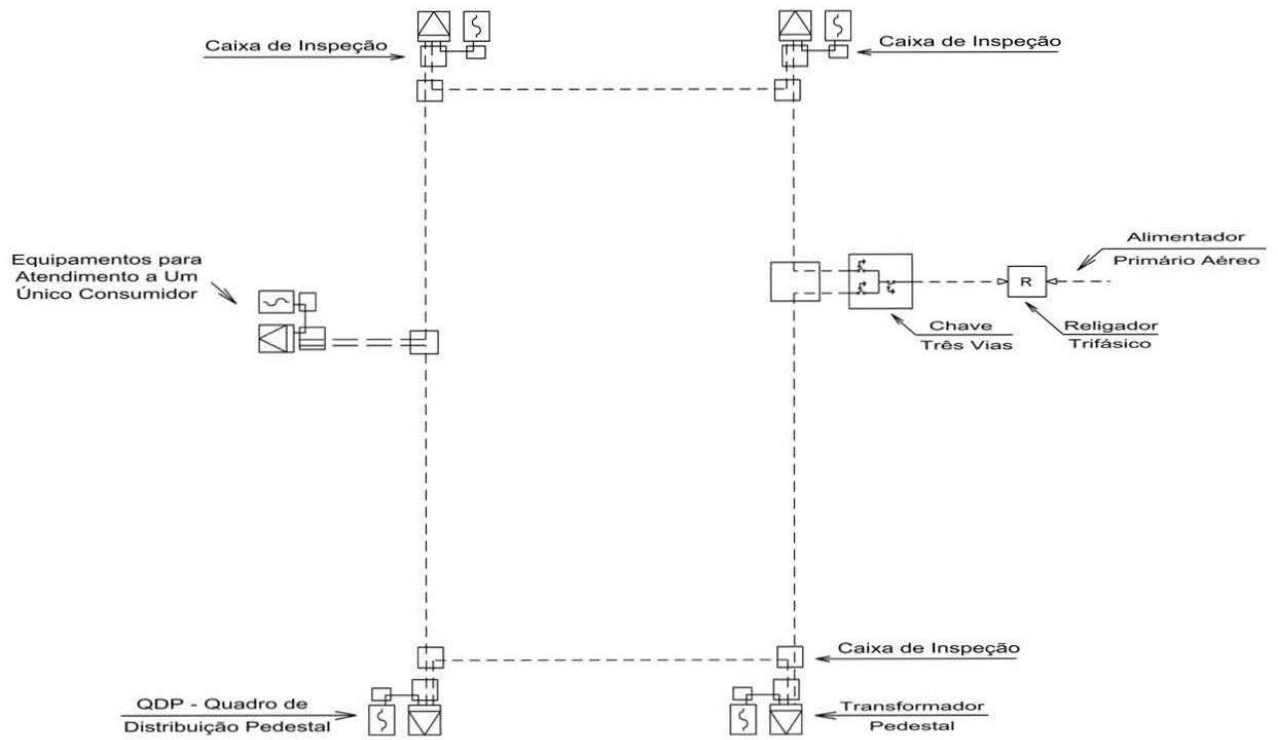 Caixa de Inspeção
Caixa de Inspeção
Equipamentos para
Atendimento a Um
Único Consumidor
Alimentador
Primário Aéreo
R
Chave
Três Vias
Religador
Trifásico
Caixa de Inspeção
QDP - Quadro de
Distribuição Pedestal
Transformador
Pedestal